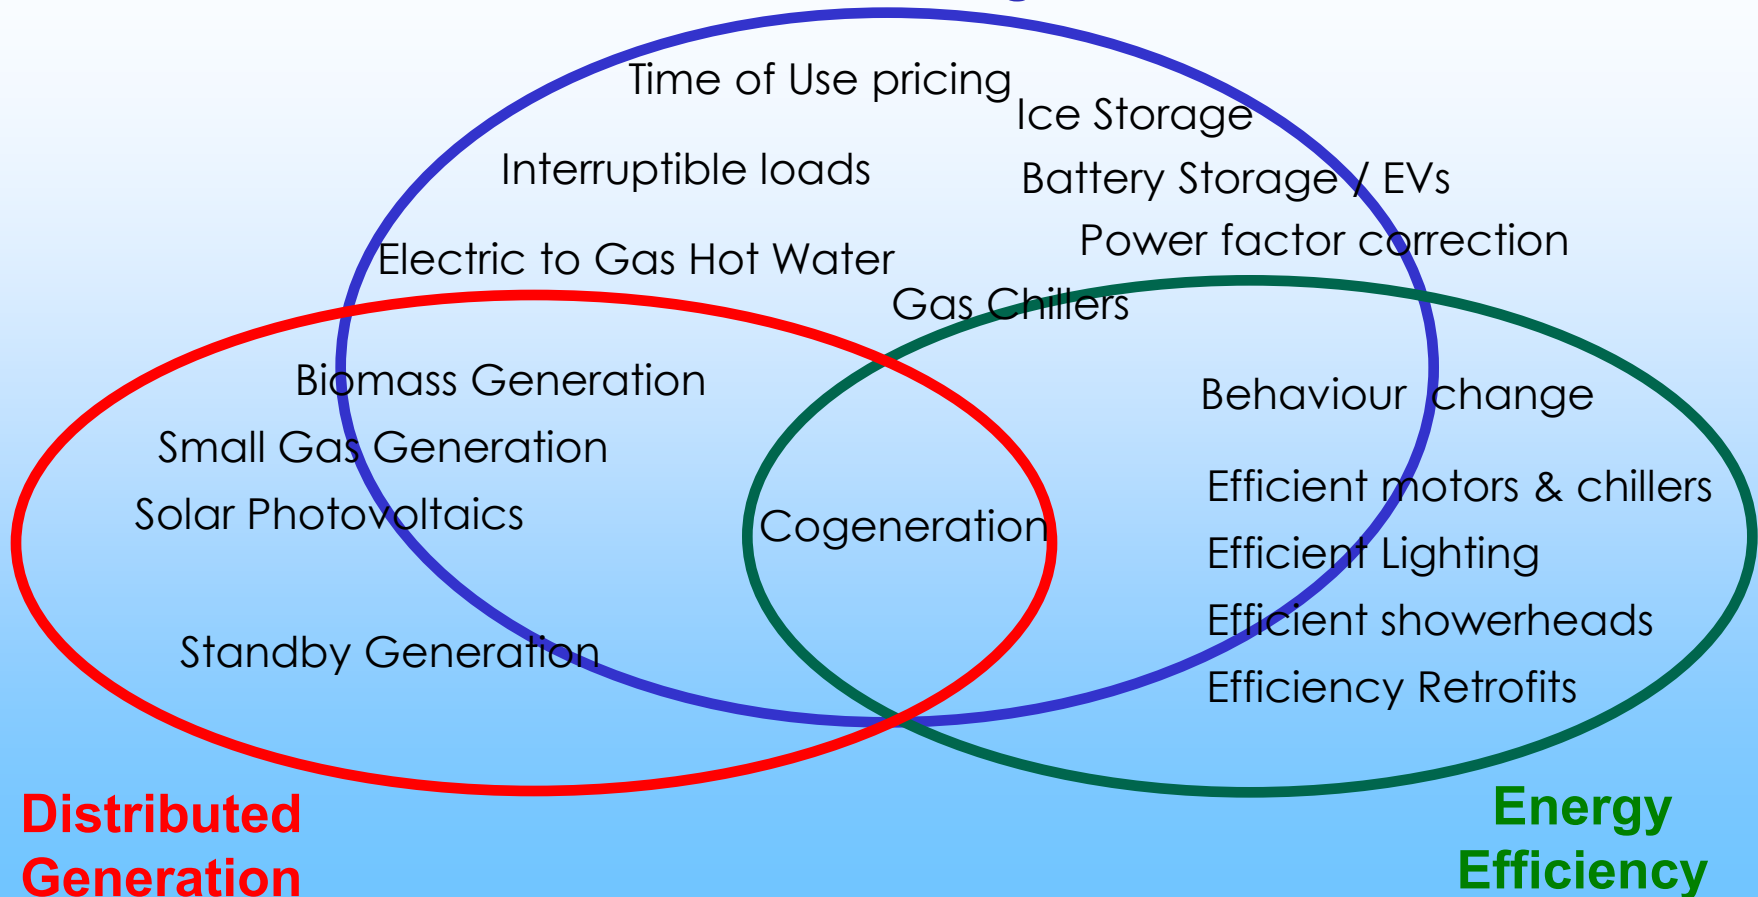 Time of Use pricing
Ice Storage
Interruptible loads
Battery Storage / EVs
Power factor correction
Electric to Gas Hot Water
Gas Chillers
Biomass Generation
Behaviour change
Small Gas Generation
Efficient motors & chillers
Solar Photovoltaics
Cogeneration
Efficient Lighting
Efficient showerheads
Standby Generation
Efficiency Retrofits
Distributed
Generation
Energy
Efficiency